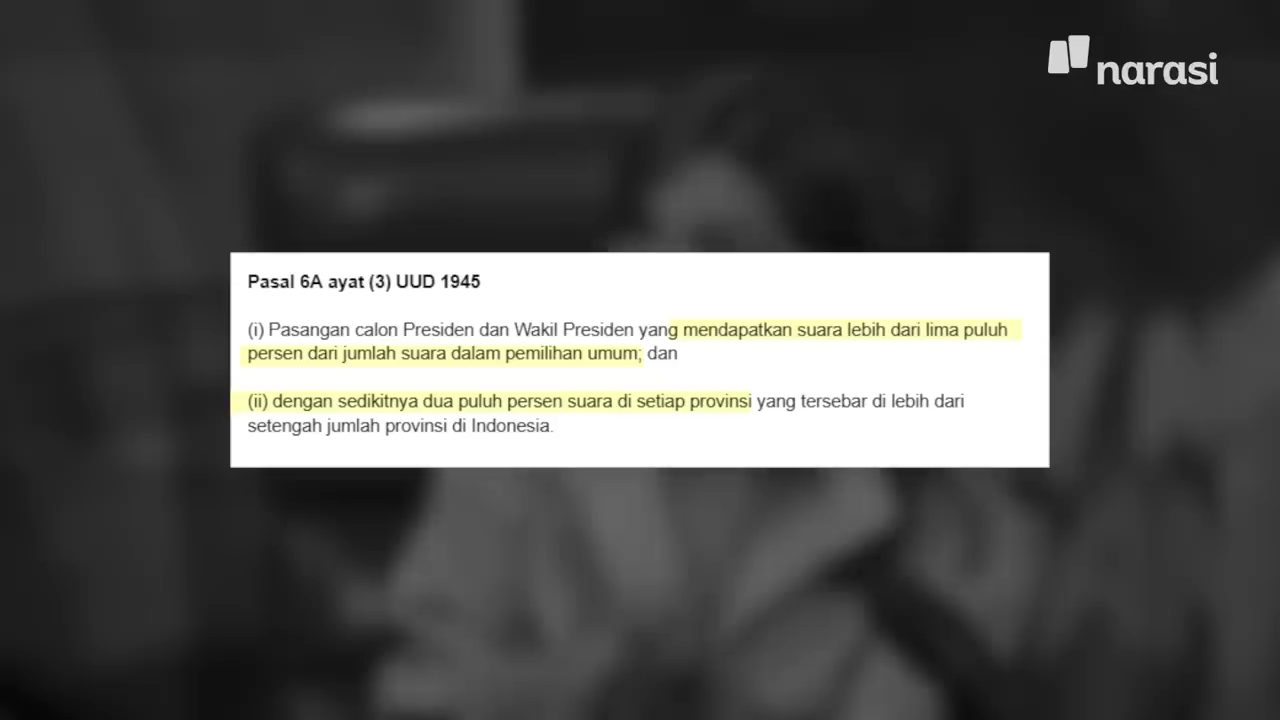 narasi
Pasal 6A ayat (3) UUD 1945
(i) Pasangan calon Presiden dan Wakil Presiden yang mendapatkan suara lebih dari lima puluh
persen dari jumlah suara dalam pemilihan umum; dan
(ii) dengan sedikitnya dua puluh persen suara di setiap provinsi yang tersebar di lebih dari
setengah jumlah provinsi di Indonesia.